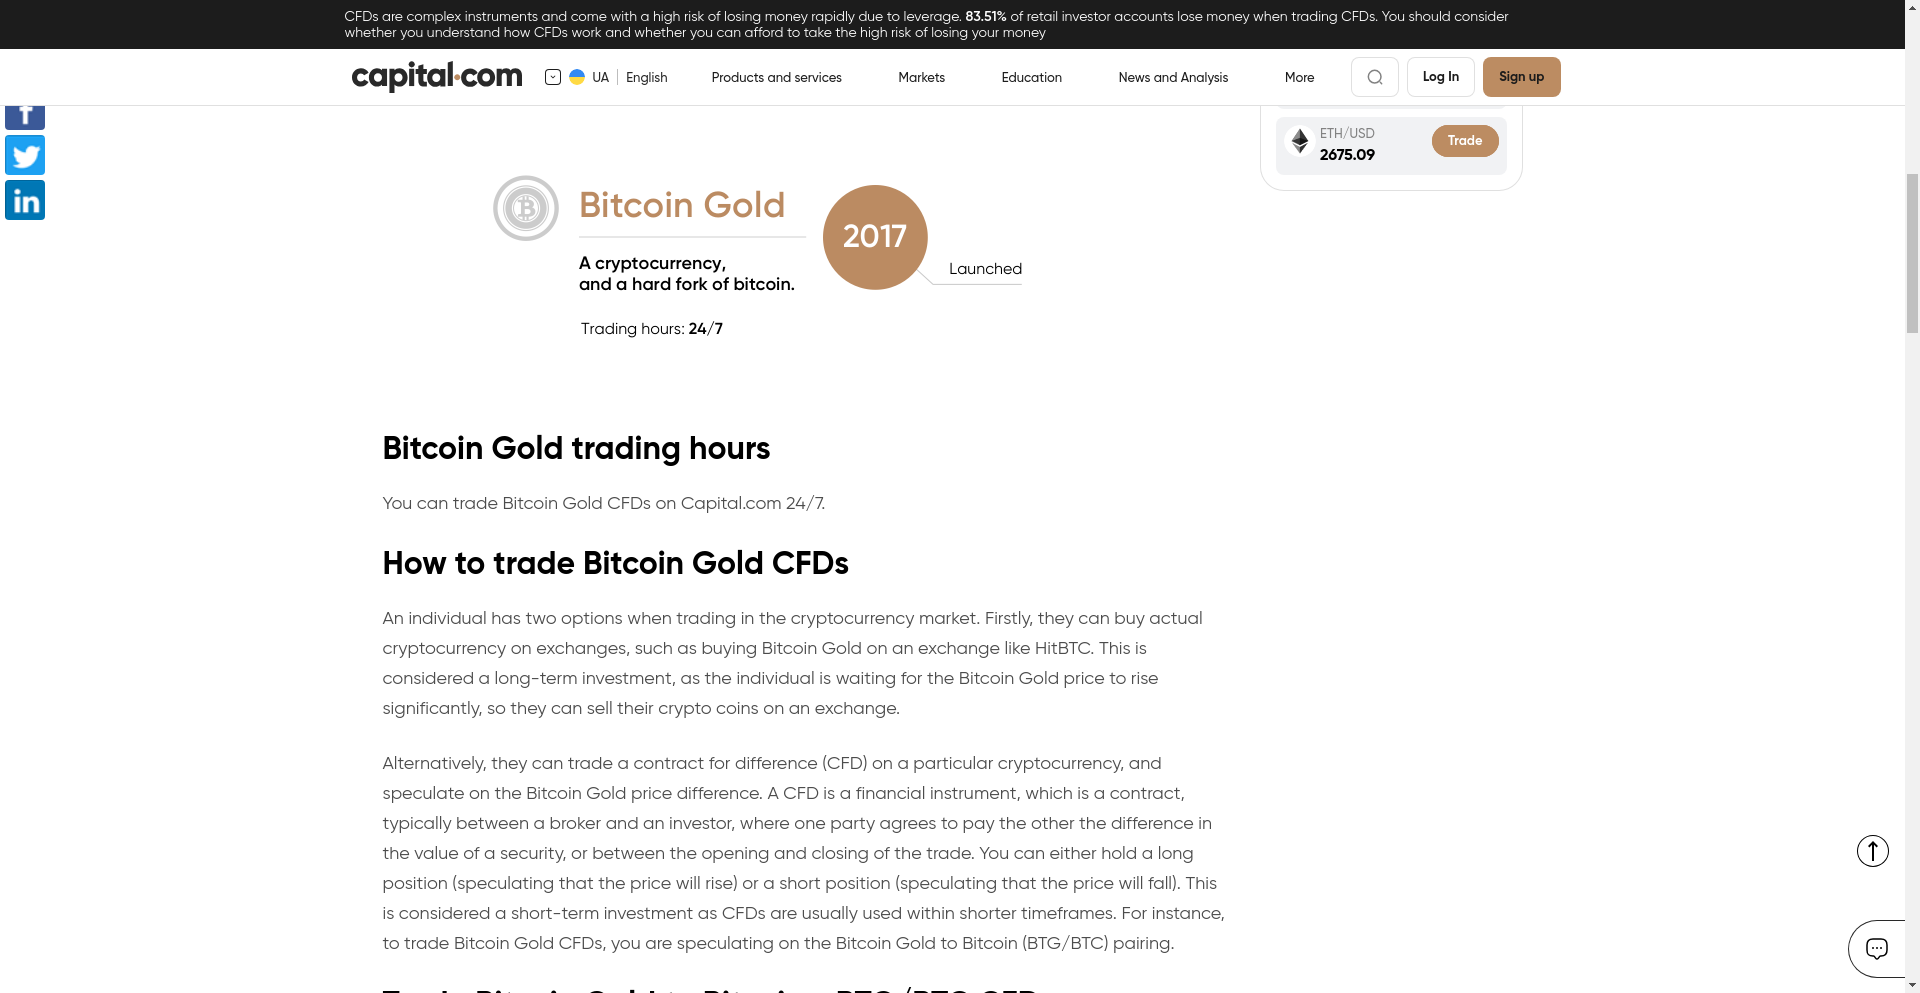 CFDs are complex instruments and come with a high risk of losing money rapidly due to leverage. 83.51% of retail investor accounts lose money when trading CFDs. You should consider
whether you understand how CFDs work and whether you can afford to take the high risk of losing your money
capital.com UA English Products and services Markets Education News and Analysis More Log In Sign up
f
in
ETH/USD
2675.09
Trade
Bitcoin Gold
2017
A cryptocurrency,
and a hard fork of bitcoin.
Launched
Trading hours: 24/7
Bitcoin Gold trading hours
You can trade Bitcoin Gold CFDs on Capital.com 24/7.
How to trade Bitcoin Gold CFDs
An individual has two options when trading in the cryptocurrency market. Firstly, they can buy actual
cryptocurrency on exchanges, such as buying Bitcoin Gold on an exchange like HitBTC. This is
considered a long-term investment, as the individual is waiting for the Bitcoin Gold price to rise
significantly, so they can sell their crypto coins on an exchange.
Alternatively, they can trade a contract for difference (CFD) on a particular cryptocurrency, and
speculate on the Bitcoin Gold price difference. A CFD is a financial instrument, which is a contract,
typically between a broker and an investor, where one party agrees to pay the other the difference in
the value of a security, or between the opening and closing of the trade. You can either hold a long
position (speculating that the price will rise) or a short position (speculating that the price will fall). This
is considered a short-term investment as CFDs are usually used within shorter timeframes. For instance,
to trade Bitcoin Gold CFDs, you are speculating on the Bitcoin Gold to Bitcoin (BTG/BTC) pairing.